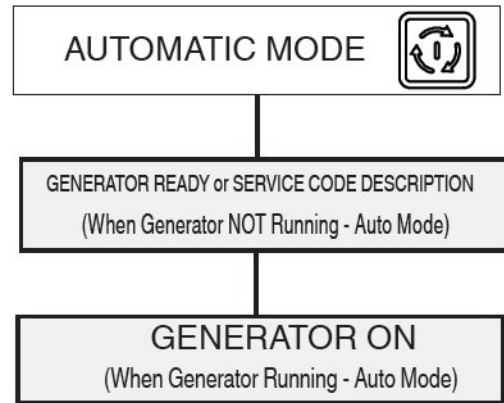 AUTOMATIC MODE
GENERATOR READY or SERVICE CODE DESCRIPTION
(When Generator NOT Running - Auto Mode)
GENERATOR ON
(When Generator Running - Auto Mode)